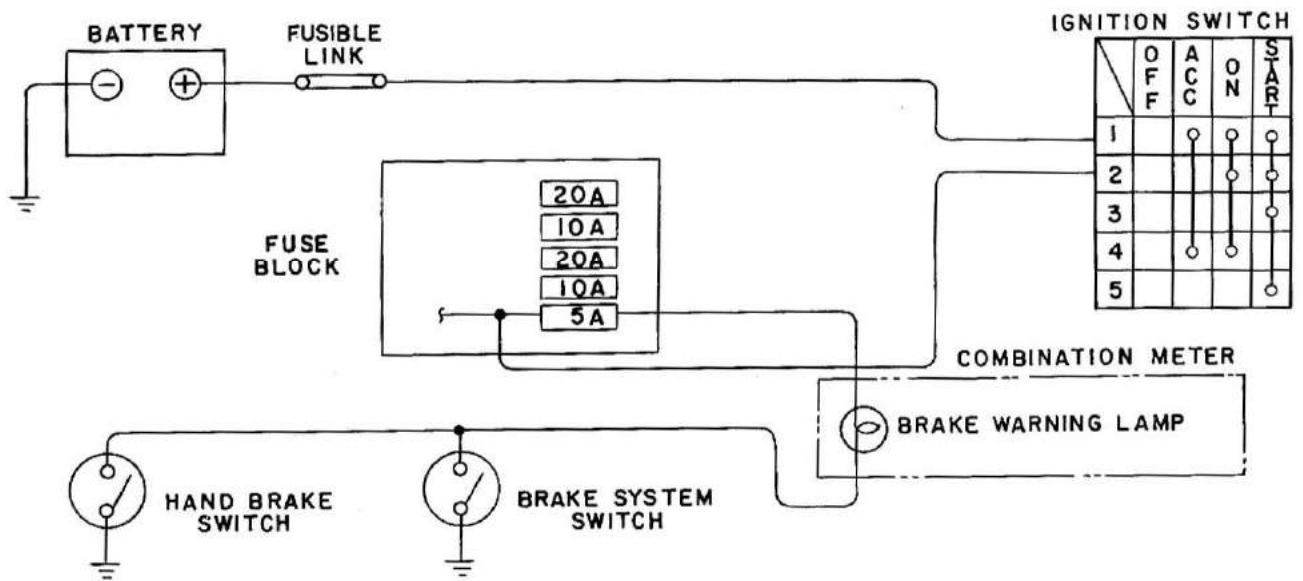 BATTERY
FUSIBLE
LINK
IGNITION SWITCH
OFF
ACC
ON
START
1
2
3
4
5
FUSE
BLOCK
20A
10A
20A
10A
5A
COMBINATION METER
BRAKE WARNING LAMP
HAND BRAKE
SWITCH
BRAKE SYSTEM
SWITCH